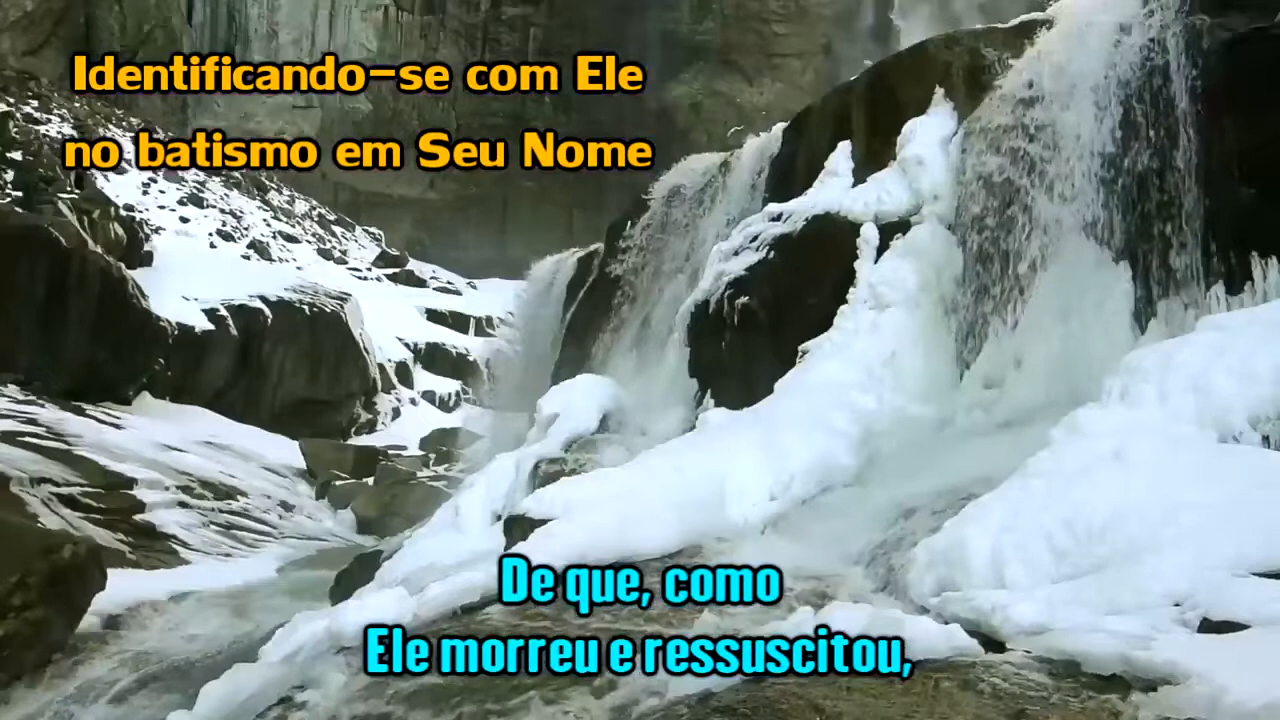 Identificando-se com Ele
no batismo em Seu Nome
De que, como
Ele morreu e ressuscitou,